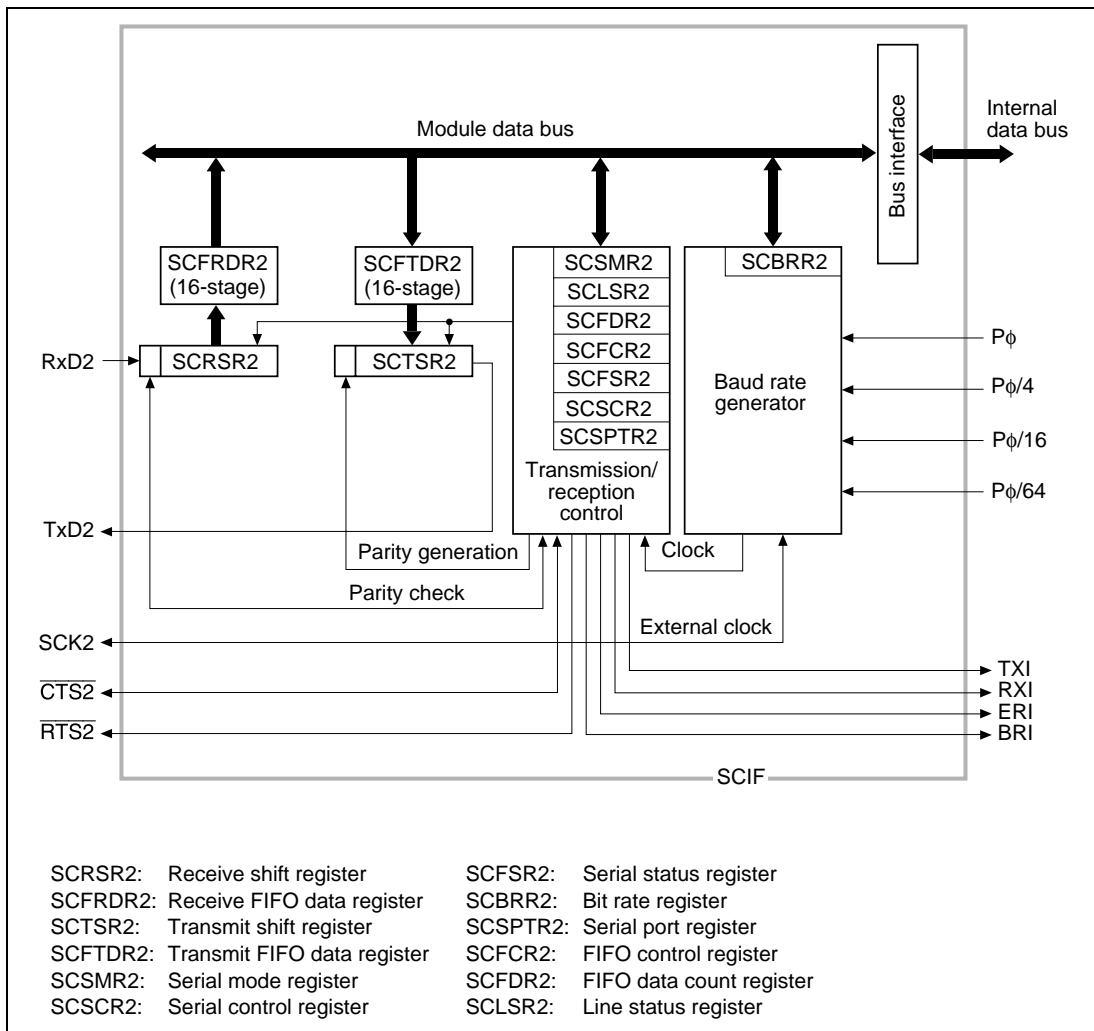 Module data bus
Bus interface
Internal
data bus
SCFRDR2
(16-stage)
SCFTDR2
(16-stage)
SCSMR2
SCLSR2
SCFDR2
SCFCR2
SCFSR2
SCSCR2
SCSPTR2
Transmission/
reception
control
SCBRR2
Baud rate
generator
Pϕ
Pϕ/4
Pϕ/16
Pϕ/64
RxD2
SCRSR2
SCTSR2
TxD2
Parity generation
Clock
Parity check
SCK2
External clock
CTS2
RTS2
TXI
RXI
ERI
BRI
SCIF
SCRSR2: Receive shift register
SCFRDR2: Receive FIFO data register
SCTSR2: Transmit shift register
SCFTDR2: Transmit FIFO data register
SCSMR2: Serial mode register
SCSCR2: Serial control register
SCFSR2: Serial status register
SCBRR2: Bit rate register
SCSPTR2: Serial port register
SCFCR2: FIFO control register
SCFDR2: FIFO data count register
SCLSR2: Line status register